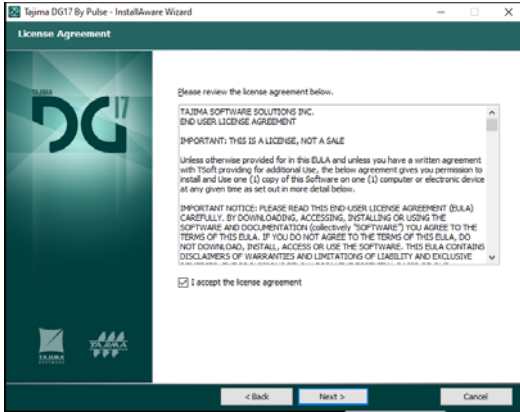 Tajima DG17 By Pulse - InstallAware Wizard
License Agreement
TAJIMA
DG17
Please review the license agreement below.
TAJIMA SOFTWARE SOLUTIONS INC.
END USER LICENSE AGREEMENT
IMPORTANT: THIS IS A LICENSE, NOT A SALE
Unless otherwise provided for in this EULA and unless you have a written agreement
with TSoft providing for additional Use, the below agreement gives you permission to
install and Use one (1) copy of this Software on one (1) computer or electronic device
at any given time as set out in more detail below.
IMPORTANT NOTICE: PLEASE READ THIS END-USER LICENSE AGREEMENT (EULA)
CAREFULLY. BY DOWNLOADING, ACCESSING, INSTALLING OR USING THE
SOFTWARE AND DOCUMENTATION (collectively "SOFTWARE") YOU AGREE TO THE
TERMS OF THIS EULA. IF YOU DO NOT AGREE TO THE TERMS OF THIS EULA, DO
NOT DOWNLOAD, INSTALL, ACCESS OR USE THE SOFTWARE. THIS EULA CONTAINS
DISCLAIMERS OF WARRANTIES AND LIMITATIONS OF LIABILITY AND EXCLUSIVE
I accept the license agreement
TAJIMA
SOFTWARE
TAJIMA
< Back
Next >
Cancel